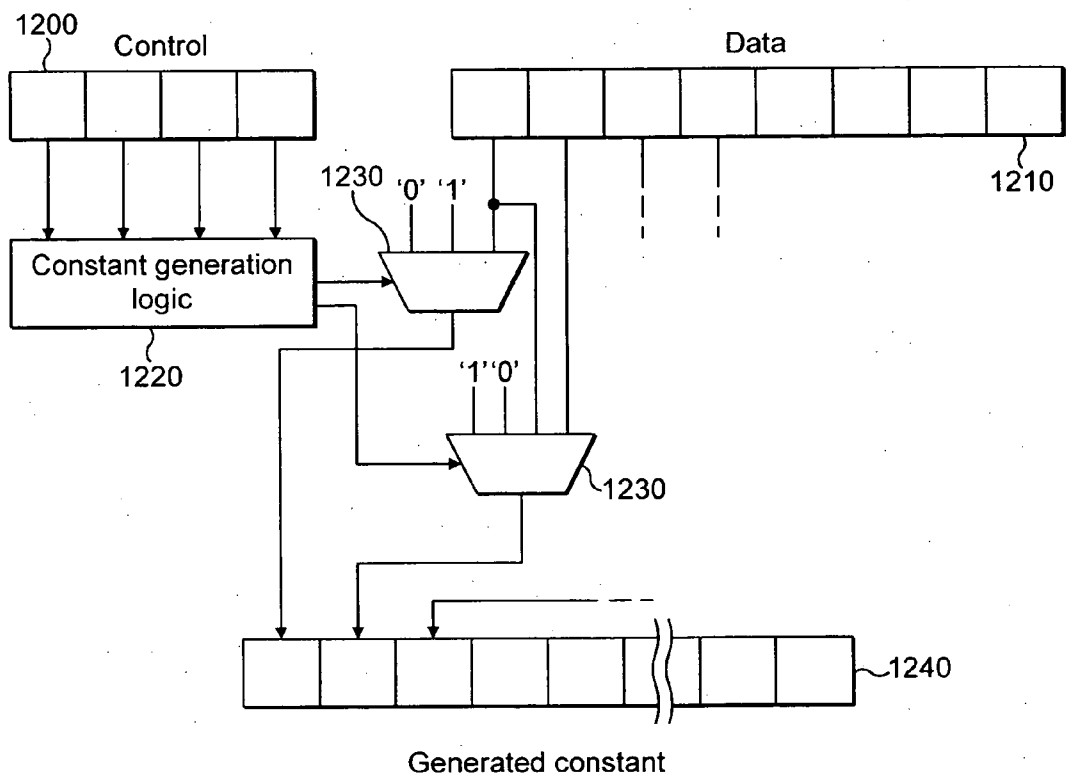 1200
Control
Data
1210
1230
‘0’ ‘1’
Constant generation
logic
1220
‘1’ ‘0’
1230
1240
Generated constant